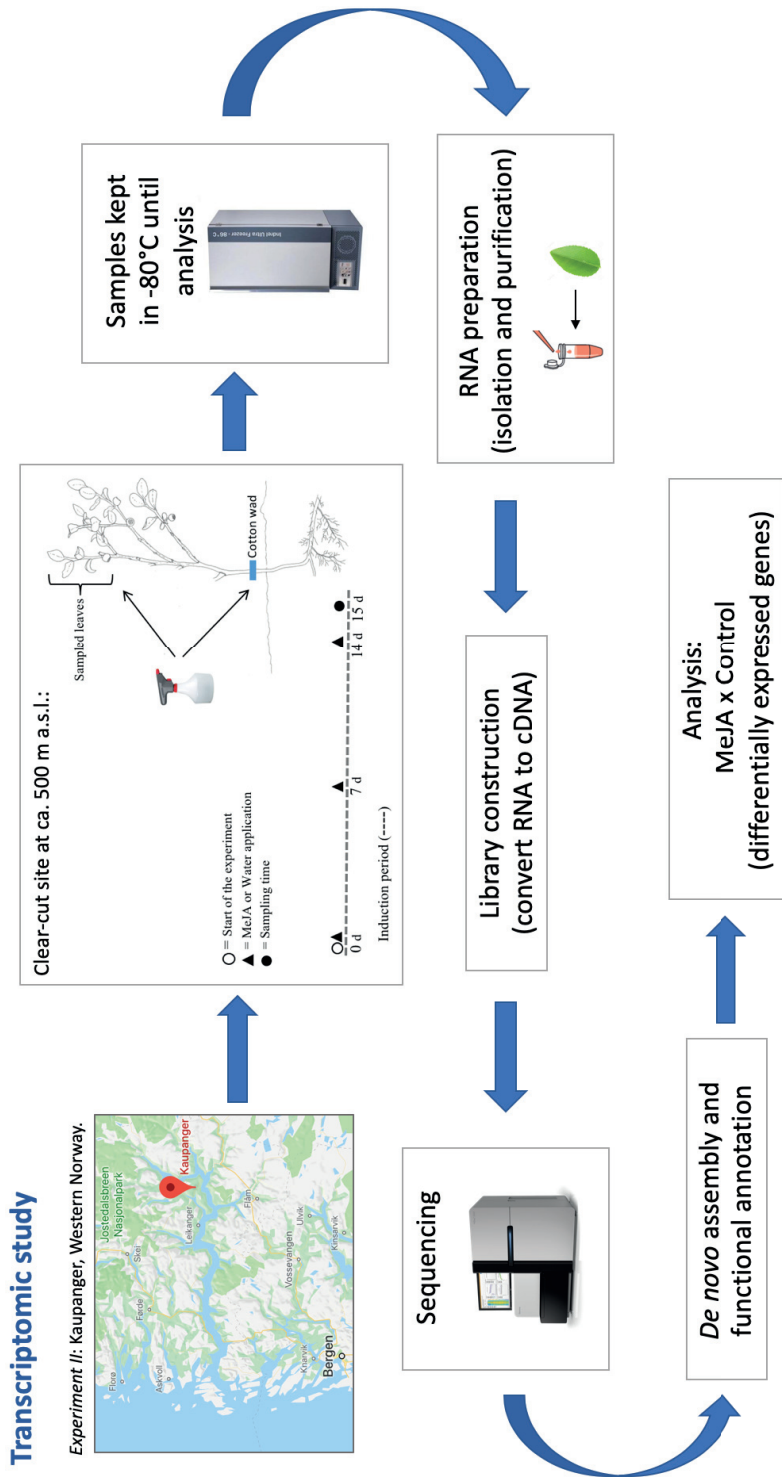 Transcriptomic study
Experiment II: Kaupanger, Western Norway.
Florø
Førde
Skei
Jostedalsbreen
Nasjonalpark
Askvoll
Leikanger
Kaupanger
Flåm
Vossevangen
Ulvik
Knarvik
Bergen
Kinsarvik
Clear-cut site at ca. 500 m a.s.l.:
Sampled leaves
Cotton wad
= Start of the experiment
= MeJA or Water application
= Sampling time
0 d
7 d
14 d
15 d
Induction period (----)
Samples kept
in -80°C until
analysis
Indrel Ultra Freezer - 86°C
RNA preparation
(isolation and purification)
Library construction
(convert RNA to cDNA)
Sequencing
De novo assembly and
functional annotation
Analysis:
MeJA x Control
(differentially expressed genes)